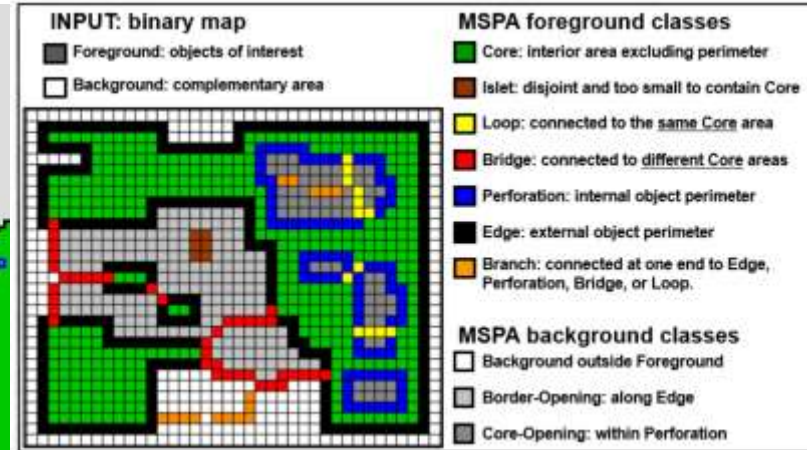 INPUT: binary map
Foreground: objects of interest
Background: complementary area
MSPA foreground classes
Core: interior area excluding perimeter
Islet: disjoint and too small to contain Core
Loop: connected to the same Core area
Bridge: connected to different Core areas
Perforation: internal object perimeter
Edge: external object perimeter
Branch: connected at one end to Edge,
Perforation, Bridge, or Loop.
MSPA background classes
Background outside Foreground
Border-Opening: along Edge
Core-Opening: within Perforation